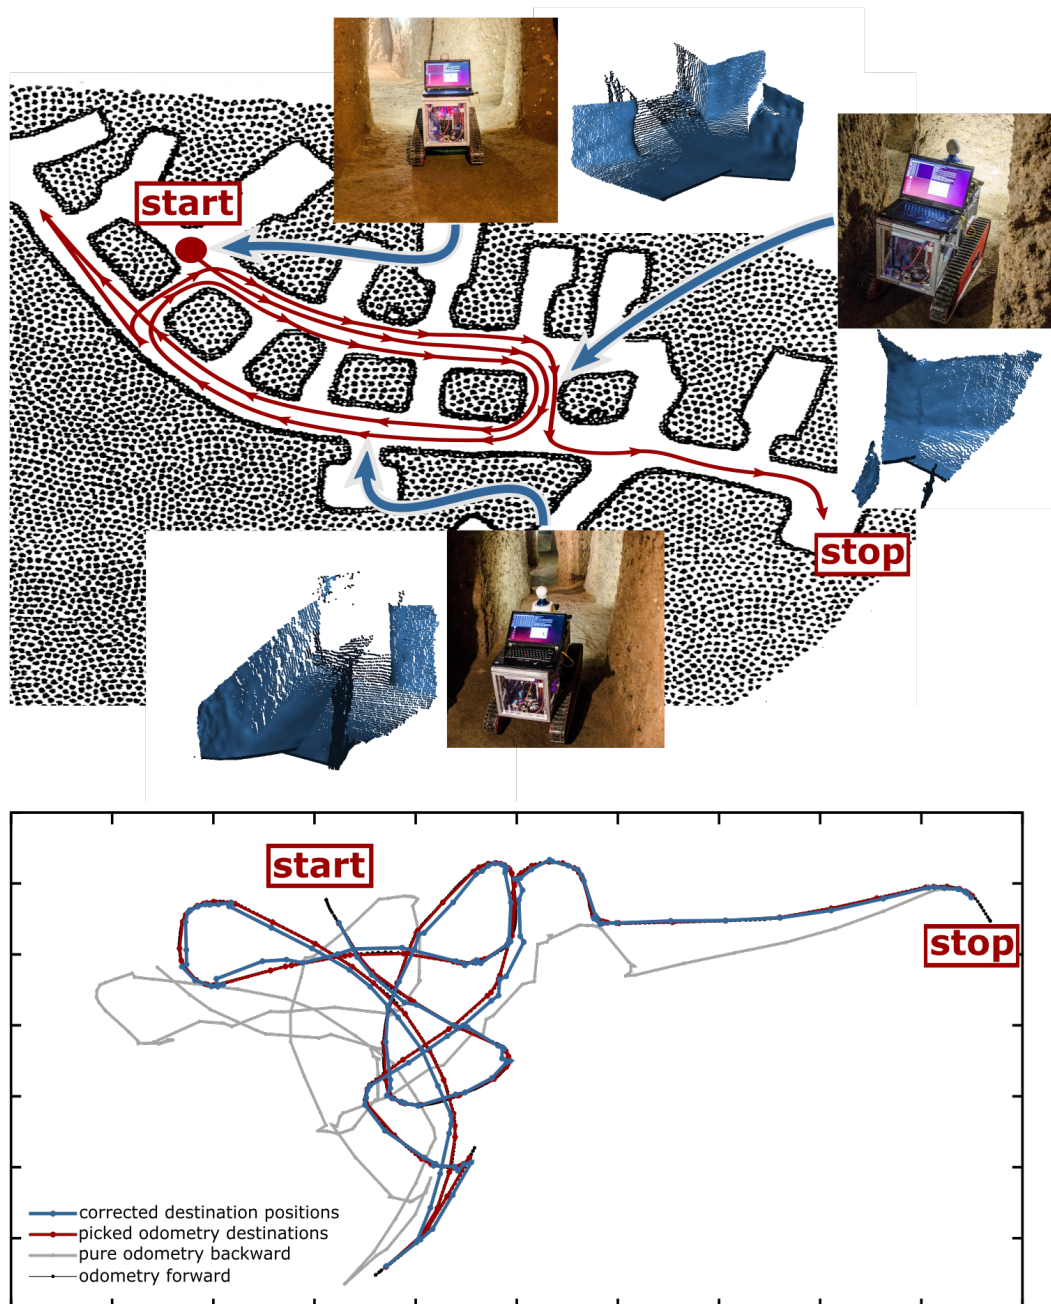 start
stop
start
stop
corrected destination positions
picked odometry destinations
pure odometry backward
odometry forward